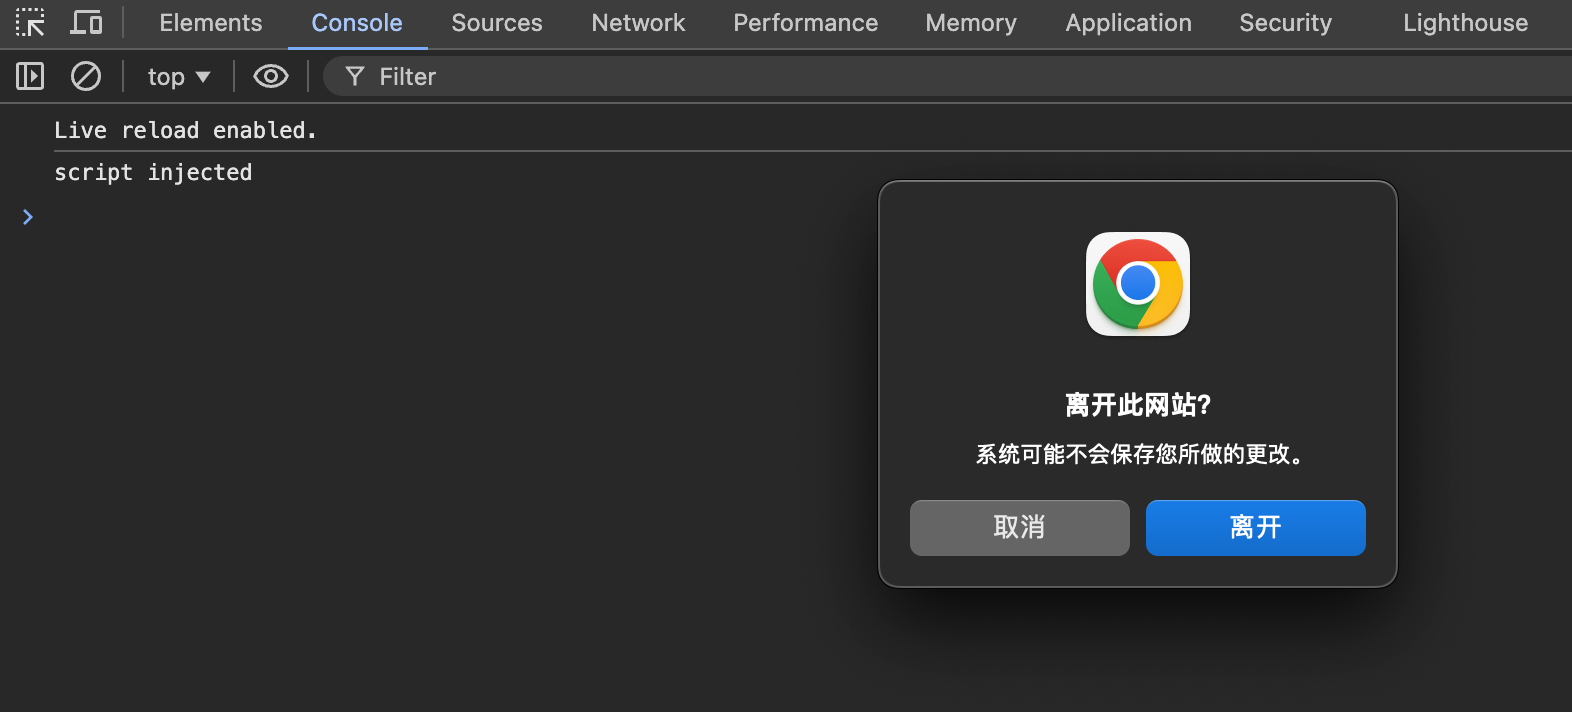 Elements Console Sources Network Performance Memory Application Security Lighthouse
top Filter
Live reload enabled.
script injected
离开此网站?
系统可能不会保存您所做的更改。
取消 离开